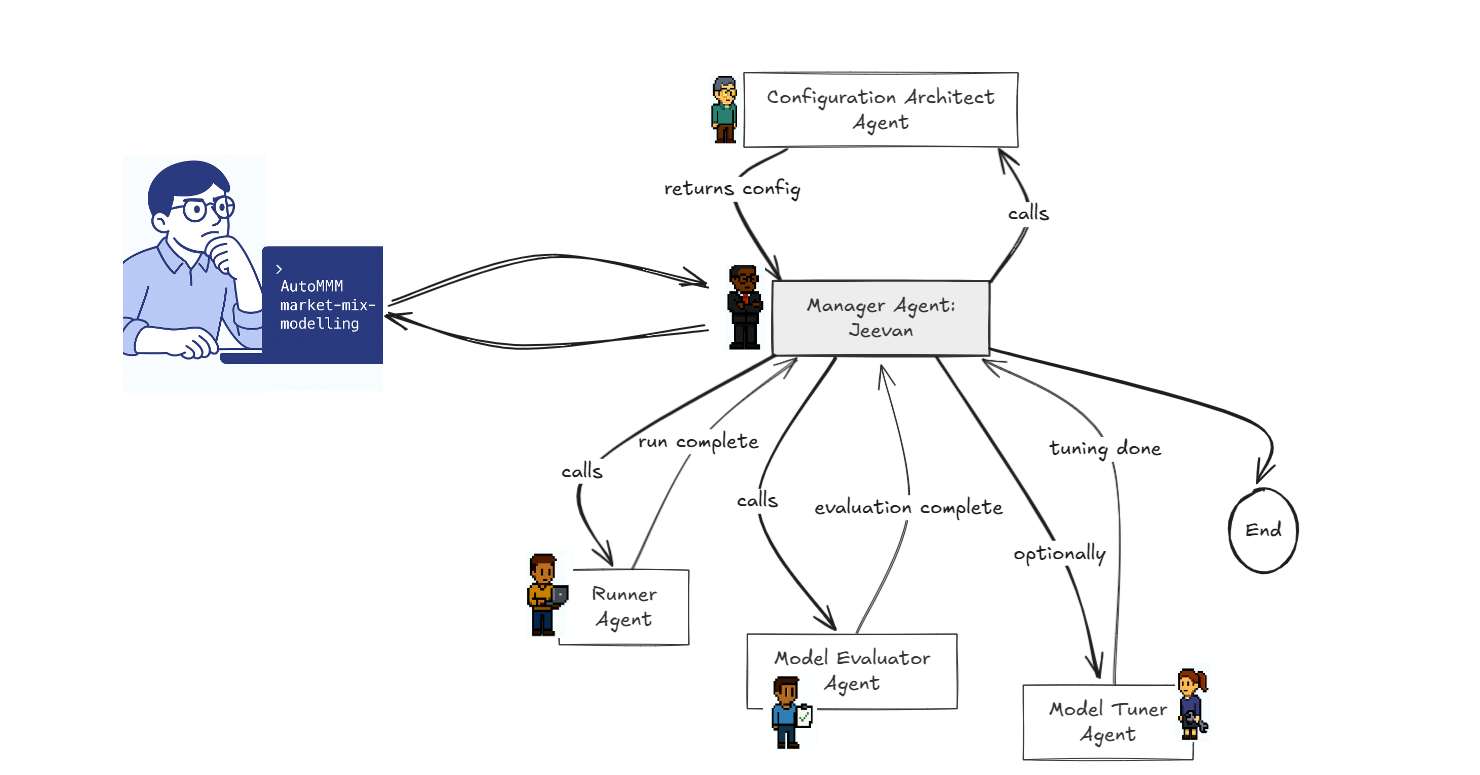 Configuration Architect
Agent
returns config
calls
>
AutoMMM
market-mix-
modelling
Manager Agent:
Jeevan
run complete
calls
calls
evaluation complete
tuning done
optionally
End
Runner
Agent
Model Evaluator
Agent
Model Tuner
Agent